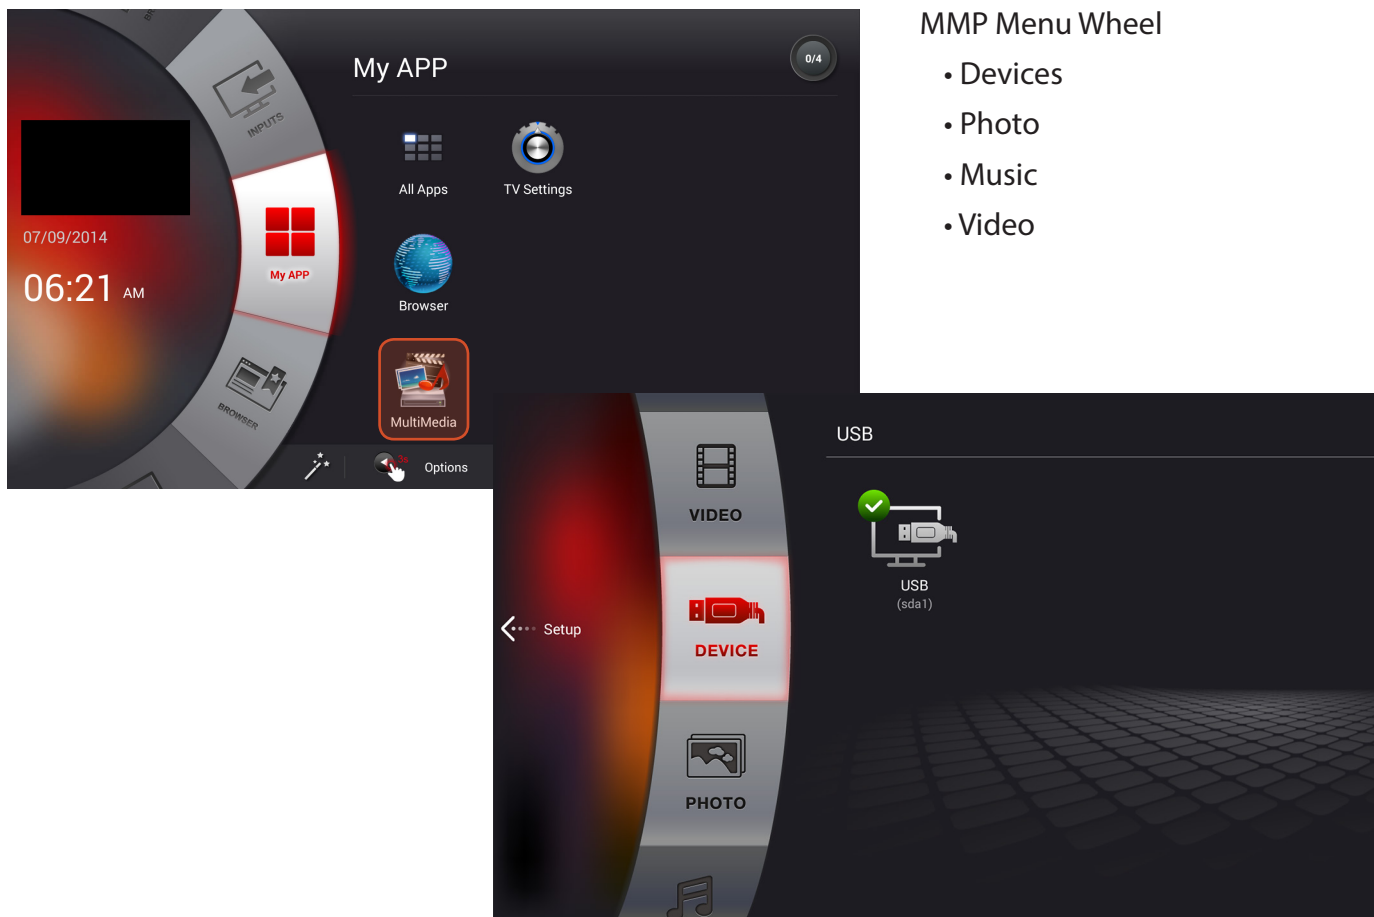 MMP Menu Wheel
• Devices
• Photo
• Music
• Video
My APP
0/4
INPUTS
All Apps
TV Settings
07/09/2014
06:21 AM
My APP
Browser
BROWSER
MultiMedia
3s
Options
USB
VIDEO
USB
(sda1)
Setup
DEVICE
PHOTO